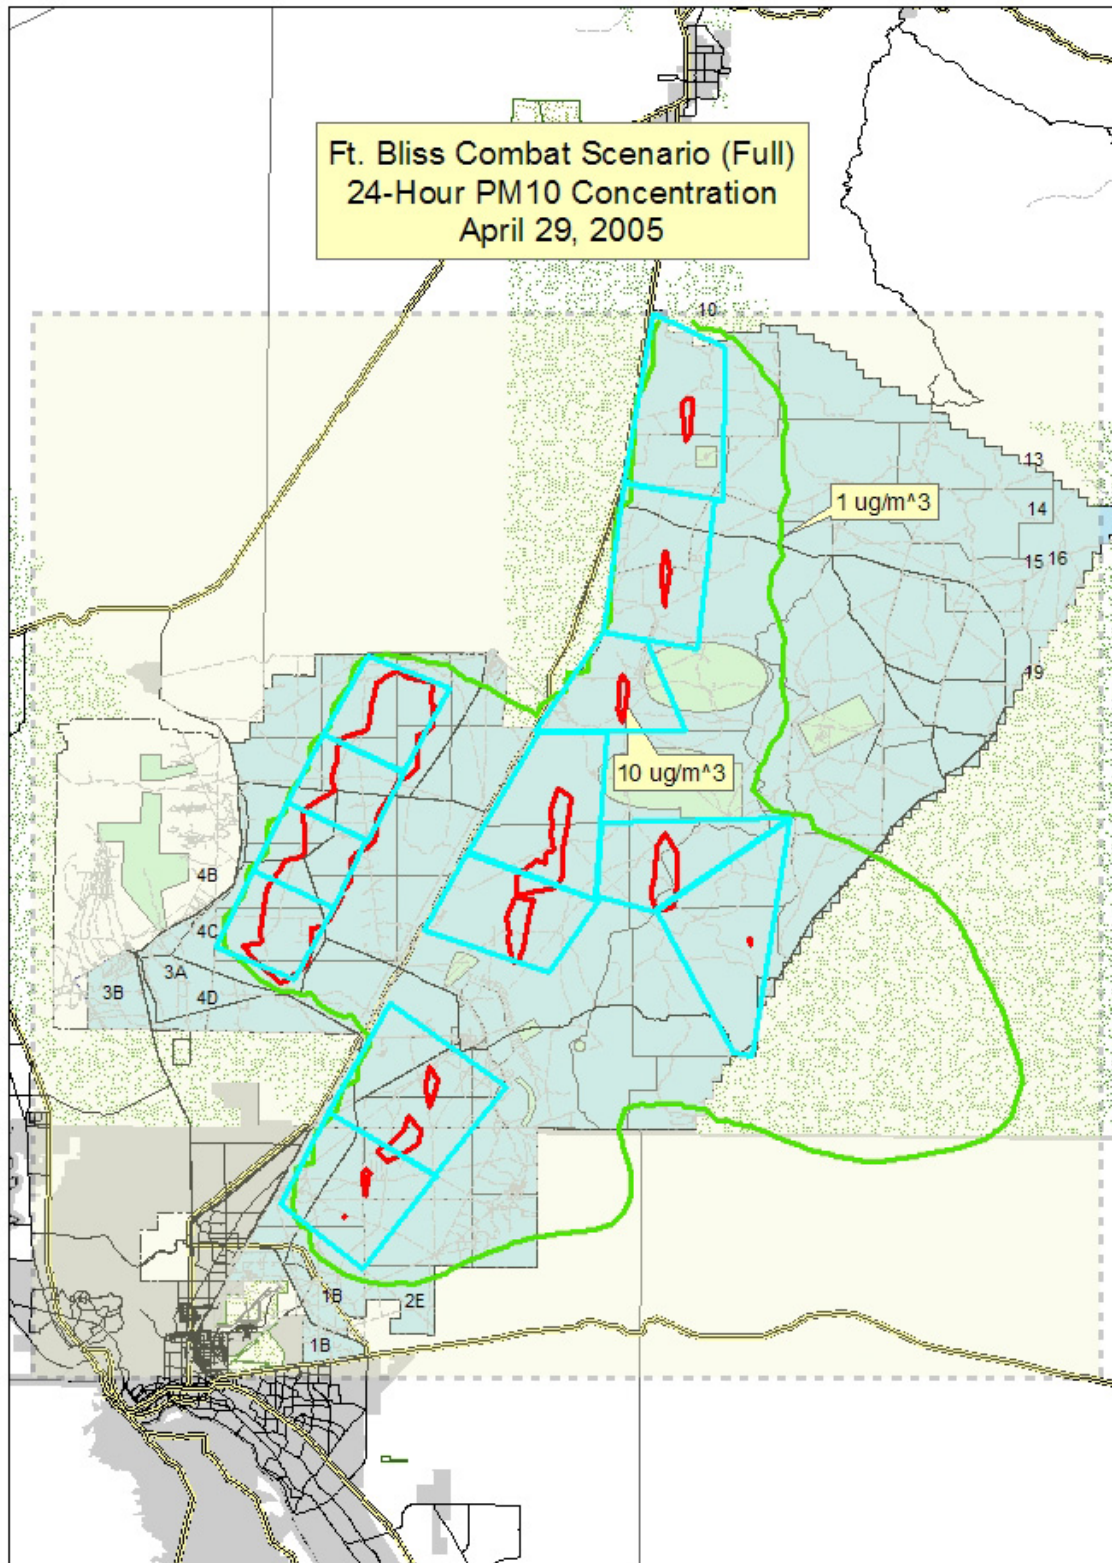 Ft. Bliss Combat Scenario (Full)
24-Hour PM10 Concentration
April 29, 2005
10
13
1 ug/m^3
14
15 16
19
10 ug/m^3
4B
4C
3A
3B
4D
1B
2E
1B